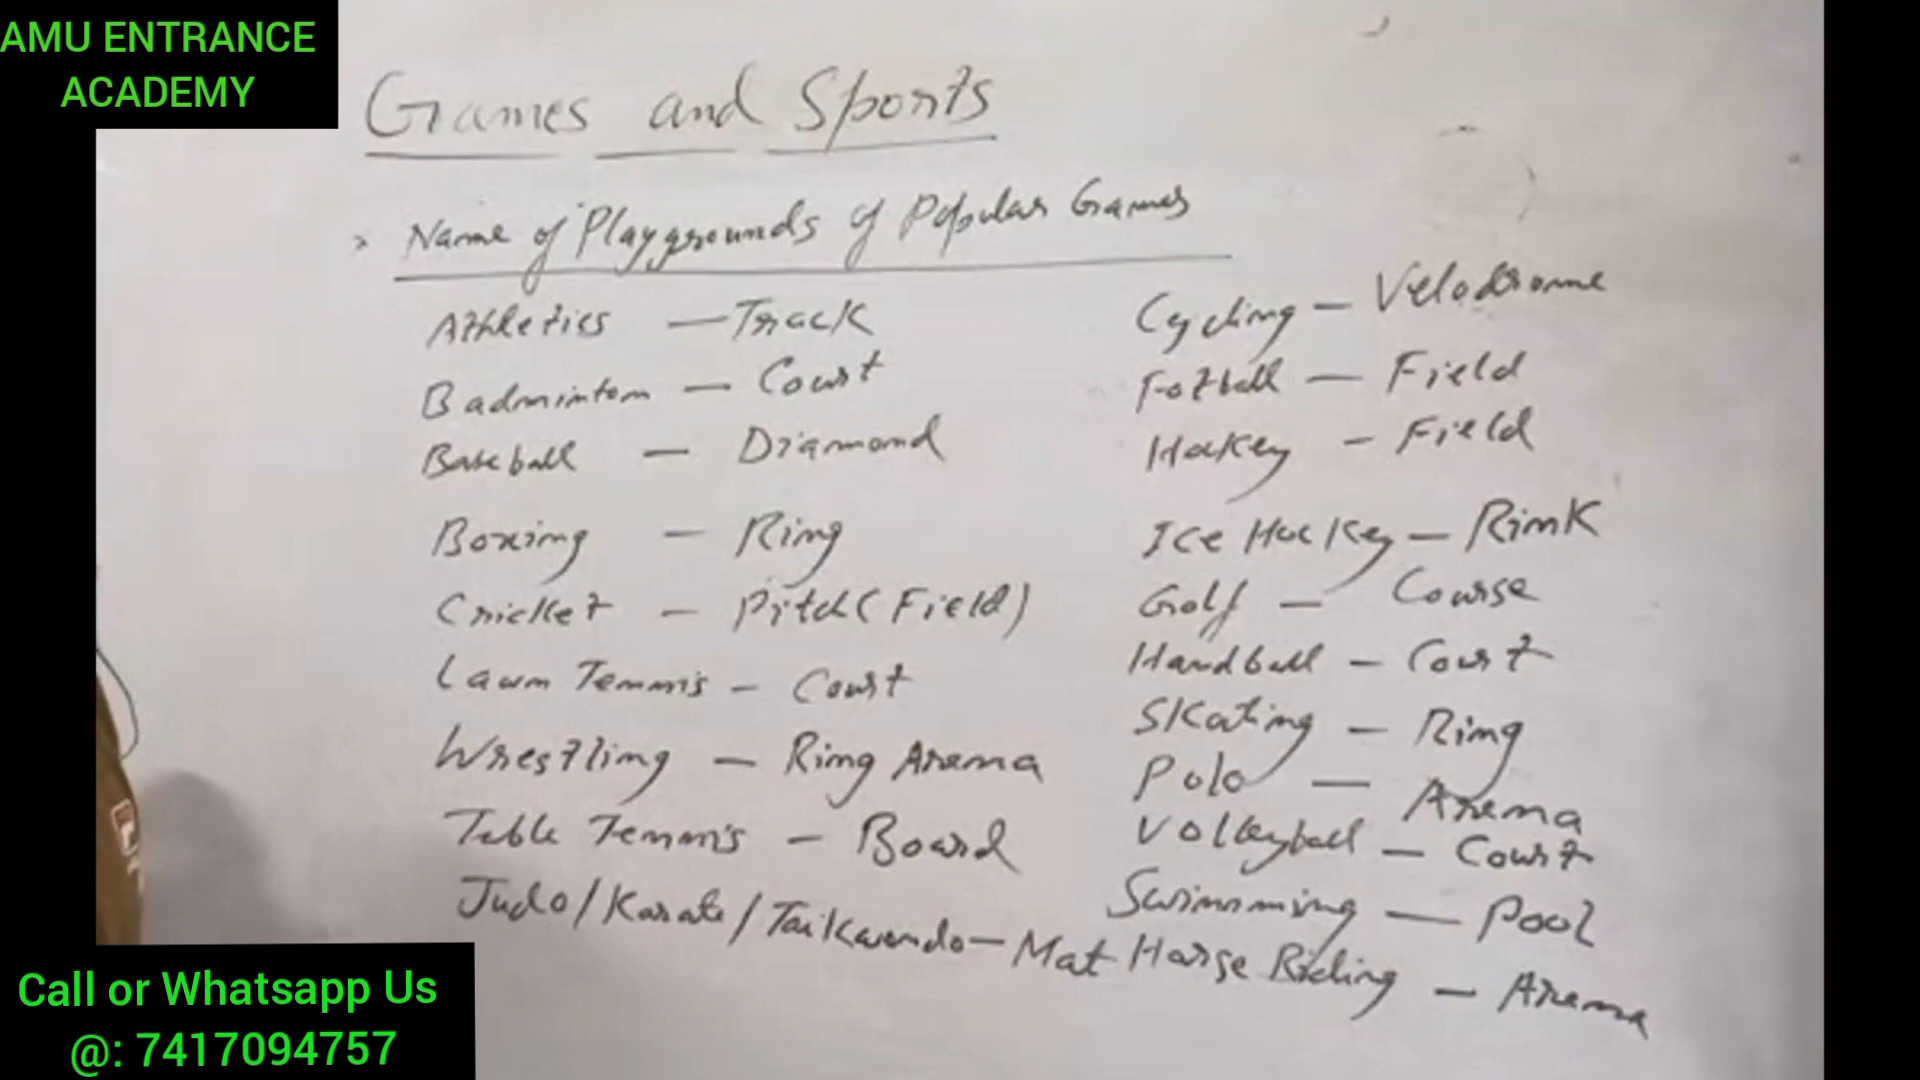 AMU ENTRANCE
ACADEMY
Games and Sports
Name of Playgrounds of Popular Games
Athletics — Track
Badminton — Court
Baseball — Diamond
Boxing — Ring
Cricket — Pitch (Field)
Lawn Tennis — Court
Wrestling — Ring Arena
Table Tennis — Board
Judo/Karate/Taikwondo — Mat
Cycling — Velodrome
Football — Field
Hockey — Field
Ice Hockey — Rink
Golf — Course
Handball — Court
Skating — Ring
Polo — Arena
Volleyball — Court
Swimming — Pool
Horse Riding — Arena
Call or Whatsapp Us
@: 7417094757